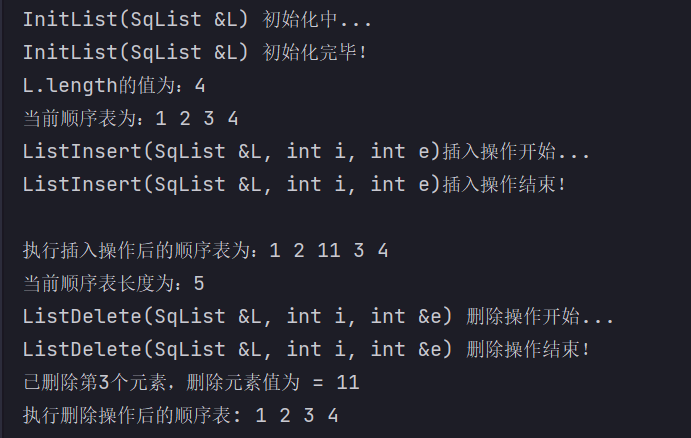 InitList(SqList &L) 初始化中...
InitList(SqList &L) 初始化完毕!
L.length的值为：4
当前顺序表为：1 2 3 4
ListInsert(SqList &L, int i, int e)插入操作开始...
ListInsert(SqList &L, int i, int e)插入操作结束!
执行插入操作后的顺序表为：1 2 11 3 4
当前顺序表长度为：5
ListDelete(SqList &L, int i, int &e) 删除操作开始...
ListDelete(SqList &L, int i, int &e) 删除操作结束!
已删除第3个元素，删除元素值为 = 11
执行删除操作后的顺序表: 1 2 3 4